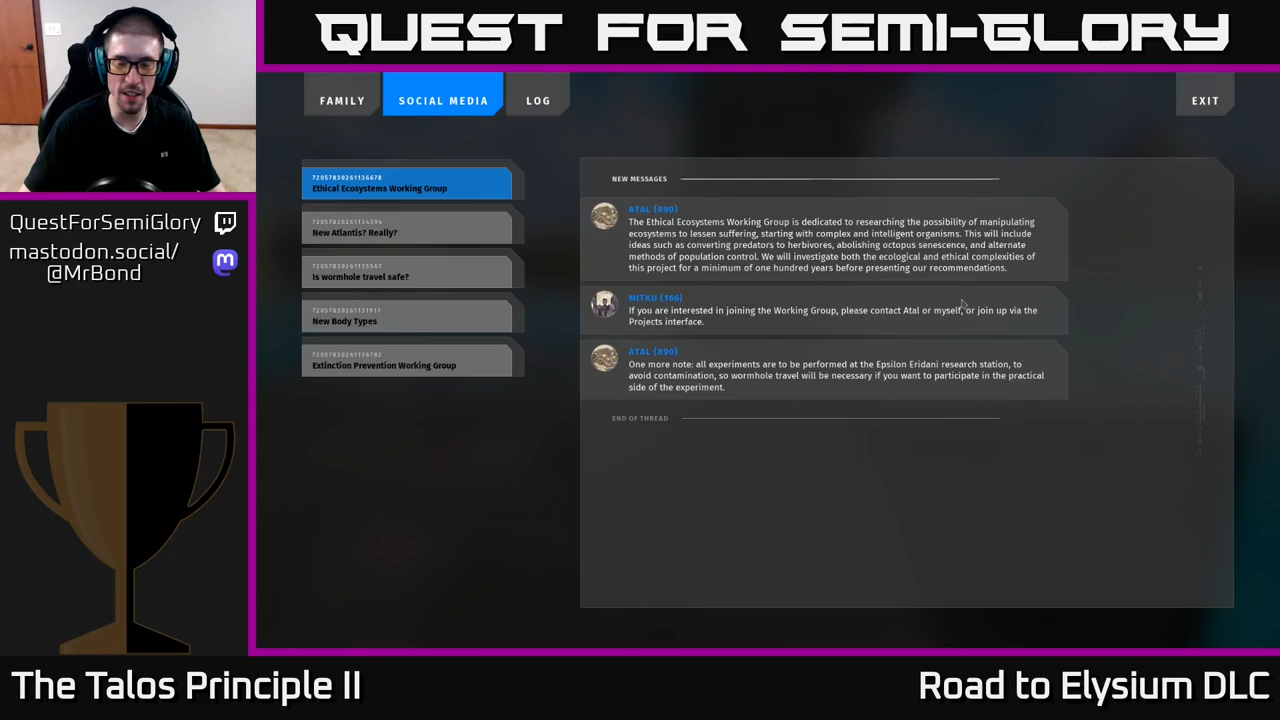 QUEST FOR SEMI-GLORY
FAMILY
SOCIAL MEDIA
LOG
EXIT
72057830261136678
Ethical Ecosystems Working Group
New Atlantis? Really?
Is wormhole travel safe?
72057830261131917
New Body Types
72057830261136782
Extinction Prevention Working Group
NEW MESSAGES
ATAL (890)
The Ethical Ecosystems Working Group is dedicated to researching the possibility of manipulating
ecosystems to lessen suffering, starting with complex and intelligent organisms. This will include
ideas such as converting predators to herbivores, abolishing octopus senescence, and alternate
methods of population control. We will investigate both the ecological and ethical complexities of
this project for a minimum of one hundred years before presenting our recommendations.
MITKU (166)
If you are interested in joining the Working Group, please contact Atal or myself, or join up via the
Projects interface.
ATAL (890)
One more note: all experiments are to be performed at the Epsilon Eridani research station, to
avoid contamination, so wormhole travel will be necessary if you want to participate in the practical
side of the experiment.
END OF THREAD
QuestForSemiGlory
mastodon.social/
@MrBond
The Talos Principle II
Road to Elysium DLC